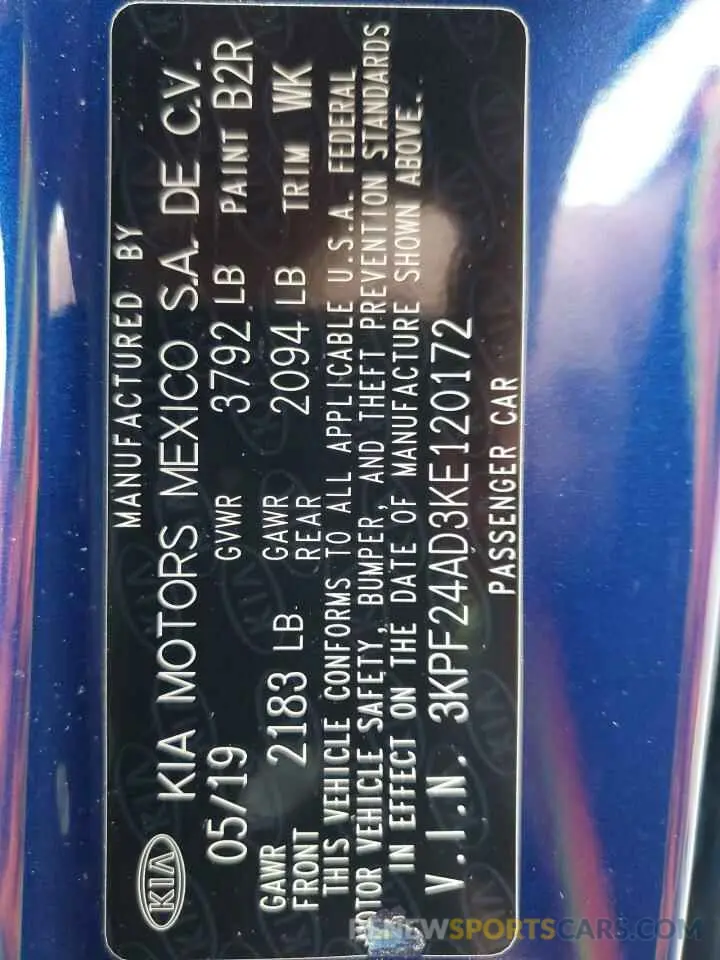 MANUFACTURED BY
KIA KIA MOTORS MEXICO S.A. DE C.V.
05/19 GVWR 3792 LB PAINT B2R
GAWR FRONT 2183 LB GAWR REAR 2094 LB TRIM WK
THIS VEHICLE CONFORMS TO ALL APPLICABLE U.S.A. FEDERAL
OTOR VEHICLE SAFETY, BUMPER, AND THEFT PREVENTION STANDARDS
IN EFFECT ON THE DATE OF MANUFACTURE SHOWN ABOVE.
V.I.N. 3KPF24AD3KE120172
PASSENGER CAR
RENEWSPORTSCARS.COM